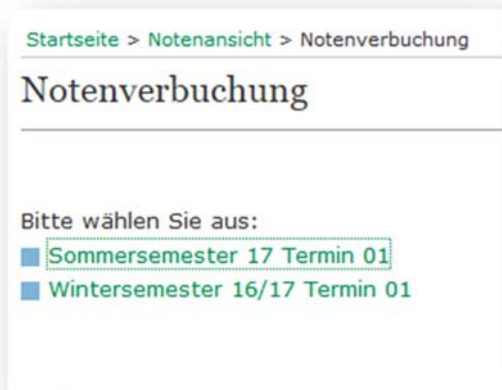 Startseite > Notenansicht > Notenverbuchung
Notenverbuchung
Bitte wählen Sie aus:
Sommersemester 17 Termin 01
Wintersemester 16/17 Termin 01